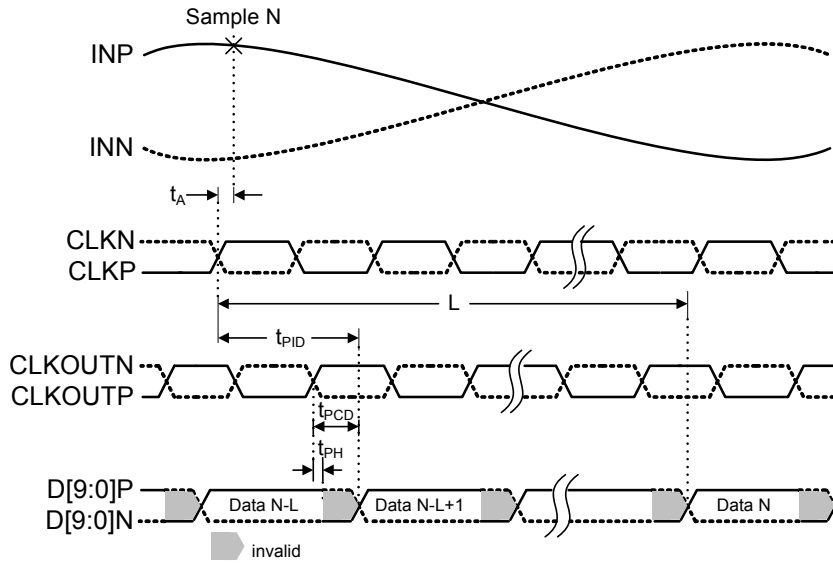 Sample N
INP
INN
tA
CLKN
CLKP
L
tPID
CLKOUTN
CLKOUTP
tPCD
tPH
D[9:0]P
D[9:0]N
Data N-L
Data N-L+1
Data N
invalid